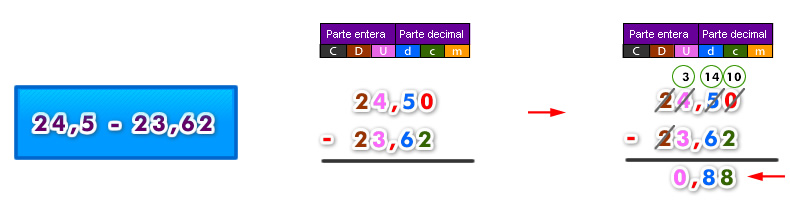 24,5 - 23,62
Parte entera Parte decimal
C D U d c m
24,50
- 23,62
Parte entera Parte decimal
C D U d c m
3 14 10
24,50
- 23,62
0,88